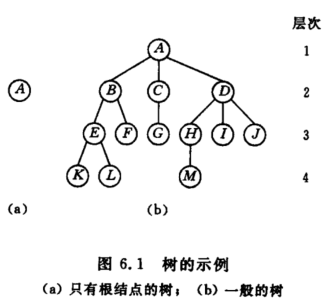 层次
A 1
A B C D 2
E F G H I J 3
K L M 4
(a) (b)
图 6.1 树的示例
(a) 只有根结点的树； (b) 一般的树